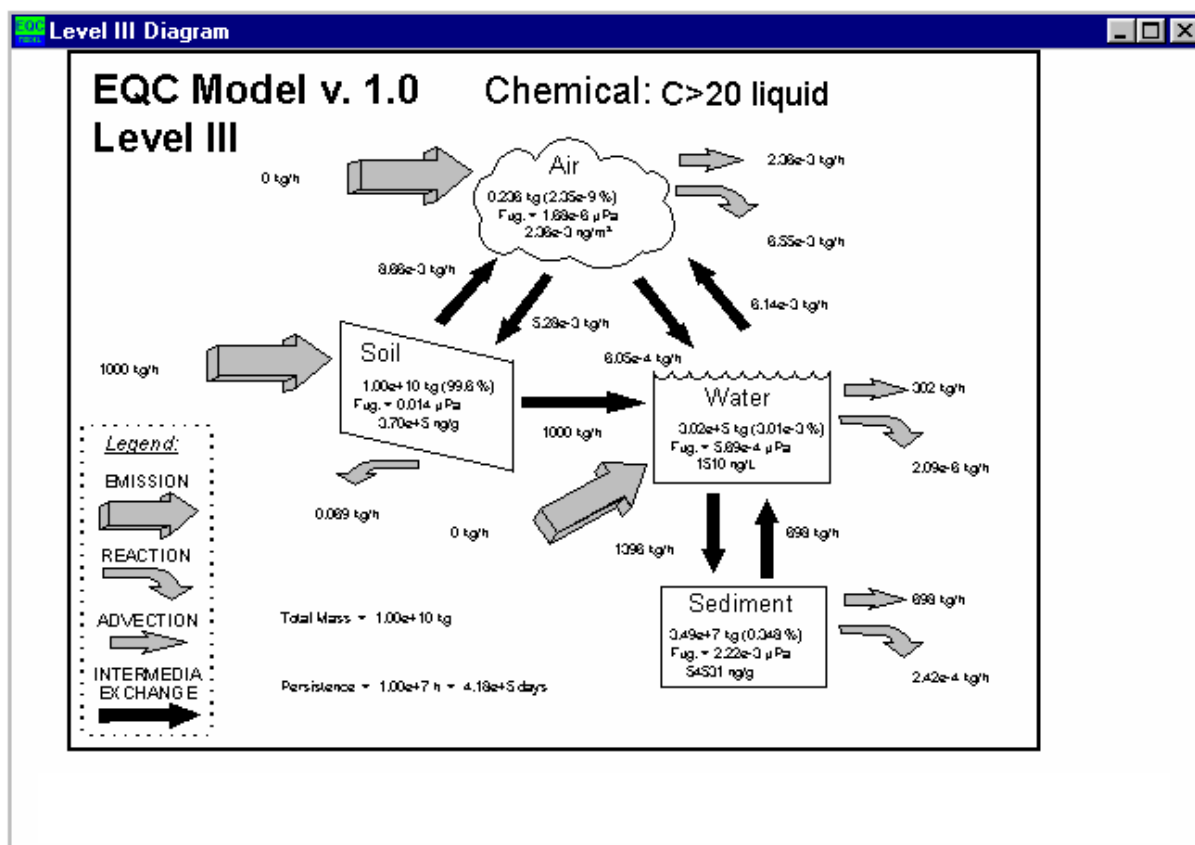 EQC
MODEL
Level III Diagram
EQC Model v. 1.0
Level III
Chemical: C>20 liquid
0 kg/h
Air
0.236 kg (2.35e-9 %)
Fug. = 1.68e-6 µPa
2.36e-3 ng/m³
2.36e-3 kg/h
6.55e-3 kg/h
8.66e-3 kg/h
5.28e-3 kg/h
6.05e-4 kg/h
6.14e-3 kg/h
1000 kg/h
Soil
1.00e+10 kg (99.6 %)
Fug. = 0.014 µPa
3.70e+5 ng/g
1000 kg/h
0.069 kg/h
Water
3.02e+5 kg (3.01e-3 %)
Fug. = 5.69e-4 µPa
1510 ng/L
302 kg/h
2.09e-6 kg/h
0 kg/h
1396 kg/h
698 kg/h
Sediment
3.49e+7 kg (0.348 %)
Fug. = 2.22e-3 µPa
54531 ng/g
698 kg/h
2.42e-4 kg/h
Legend:
EMISSION
REACTION
ADVECTION
INTERMEDIA
EXCHANGE
Total Mass = 1.00e+10 kg
Persistence = 1.00e+7 h = 4.18e+5 days